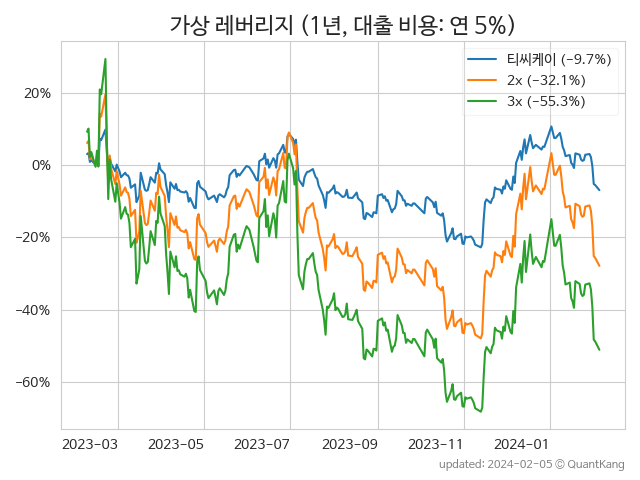 가상 레버리지 (1년, 대출 비용: 연 5%)
티씨케이 (−9.7%)
2x (−32.1%)
3x (−55.3%)
20%
0%
−20%
−40%
−60%
2023-03 2023-05 2023-07 2023-09 2023-11 2024-01
updated: 2024-02-05 © QuantKang